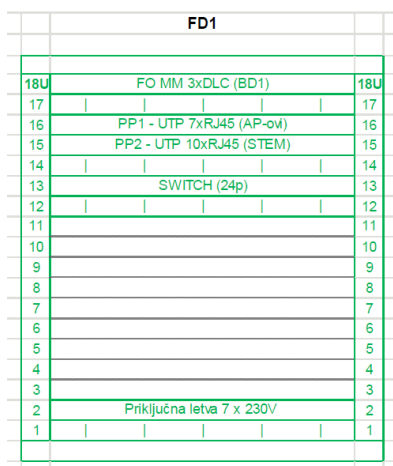 FD1
18U FO MM 3xDLC (BD1) 18U
17 | | | | | 17
16 PP1 - UTP 7xRJ45 (AP-ovi) 16
15 PP2 - UTP 10xRJ45 (STEM) 15
14 | | | | | 14
13 SWITCH (24p) 13
12 | | | | | 12
11 11
10 10
9 9
8 8
7 7
6 6
5 5
4 4
3 3
2 Priključna letva 7 x 230V 2
1 | | | | | 1